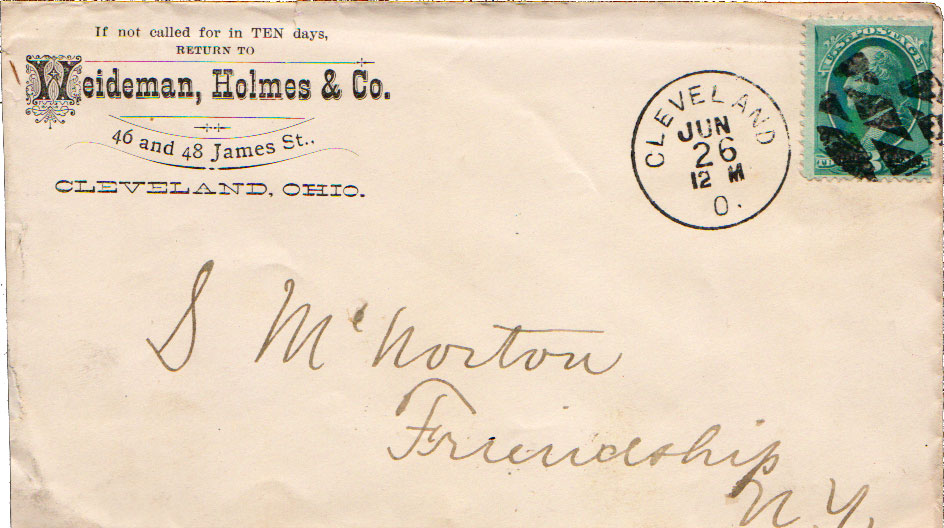 If not called for in TEN days,
RETURN TO
Weideman, Holmes & Co.
46 and 48 James St.,
CLEVELAND, OHIO.
CLEVELAND
JUN
26
12 M
O.
POSTAGE
S McNorton
Friendship
N.Y.